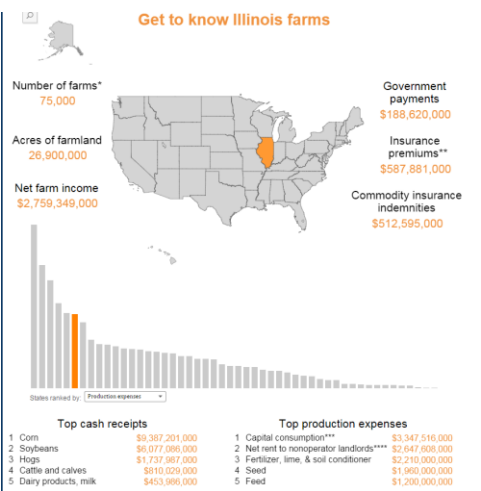 Get to know Illinois farms
Number of farms*
75,000
Acres of farmland
26,900,000
Net farm income
$2,759,349,000
Government
payments
$188,620,000
Insurance
premiums**
$587,881,000
Commodity insurance
indemnities
$512,595,000
States ranked by: Production expenses
Top cash receipts
1 Corn $9,387,201,000
2 Soybeans $6,077,086,000
3 Hogs $1,737,987,000
4 Cattle and calves $810,029,000
5 Dairy products, milk $453,986,000
Top production expenses
1 Capital consumption*** $3,347,516,000
2 Net rent to nonoperator landlords**** $2,647,608,000
3 Fertilizer, lime, & soil conditioner $2,210,000,000
4 Seed $1,960,000,000
5 Feed $1,200,000,000